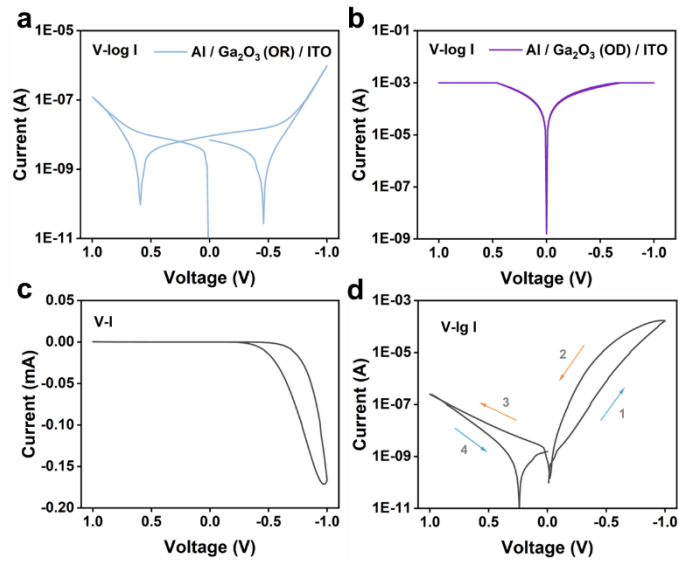 a
V-log I
Al / Ga₂O₃ (OR) / ITO
1E-05
1E-07
1E-09
1E-11
Current (A)
1.0 0.5 0.0 -0.5 -1.0
Voltage (V)
b
V-log I
Al / Ga₂O₃ (OD) / ITO
1E-01
1E-03
1E-05
1E-07
1E-09
Current (A)
1.0 0.5 0.0 -0.5 -1.0
Voltage (V)
c
V-I
0.05
0.00
-0.05
-0.10
-0.15
-0.20
Current (mA)
1.0 0.5 0.0 -0.5 -1.0
Voltage (V)
d
V-lg I
1E-03
1E-05
1E-07
1E-09
1E-11
Current (A)
2
1
3
4
1.0 0.5 0.0 -0.5 -1.0
Voltage (V)